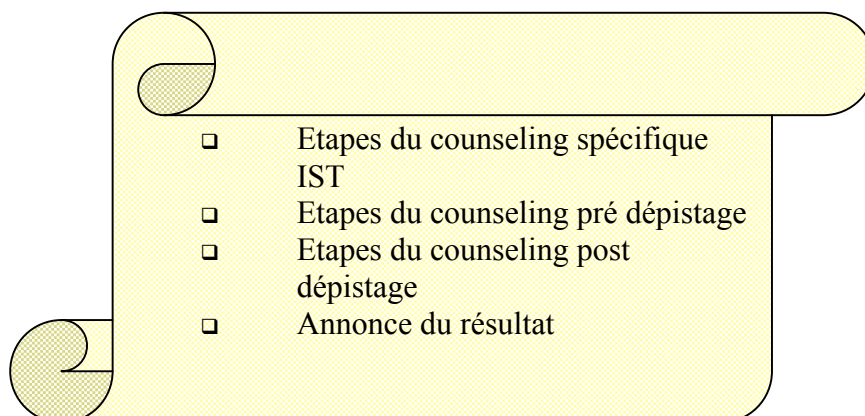 ❑ Etapes du counseling spécifique
IST
❑ Etapes du counseling pré dépistage
❑ Etapes du counseling post
dépistage
❑ Annonce du résultat